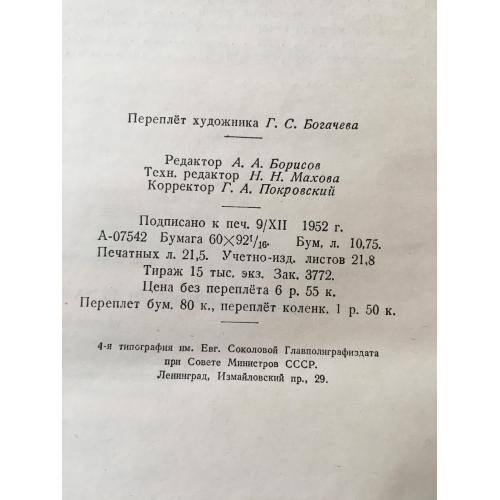 Переплёт художника Г. С. Богачева
Редактор А. А. Борисов
Техн. редактор Н. Н. Махова
Корректор Г. А. Покровский
Подписано к печ. 9/XII 1952 г.
А-07542 Бумага 60×92¹/₁₆. Бум. л. 10,75.
Печатных л. 21,5. Учетно-изд. листов 21,8
Тираж 15 тыс. экз. Зак. 3772.
Цена без переплёта 6 р. 55 к.
Переплет бум. 80 к., переплёт коленк. 1 р. 50 к.
4-я типография им. Евг. Соколовой Главполиграфиздата
при Совете Министров СССР.
Ленинград, Измайловский пр., 29.